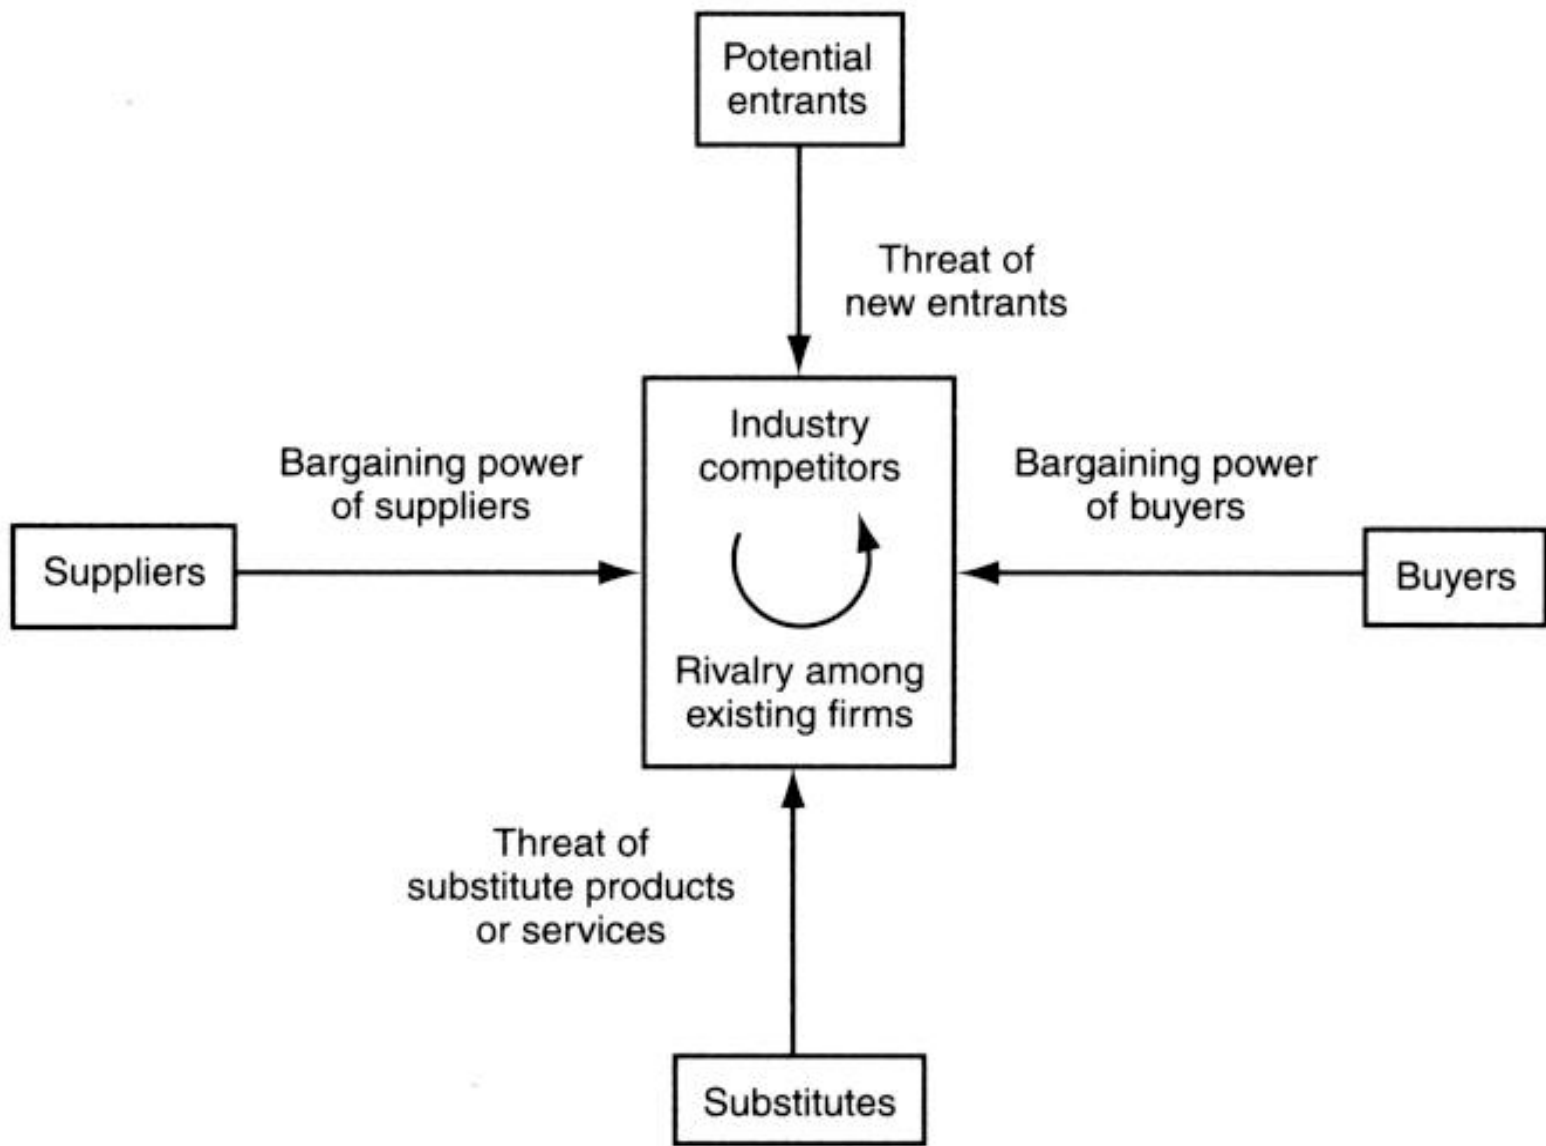 Potential
entrants
Threat of
new entrants
Industry
competitors
Bargaining power
of suppliers
Bargaining power
of buyers
Suppliers
Buyers
Rivalry among
existing firms
Threat of
substitute products
or services
Substitutes